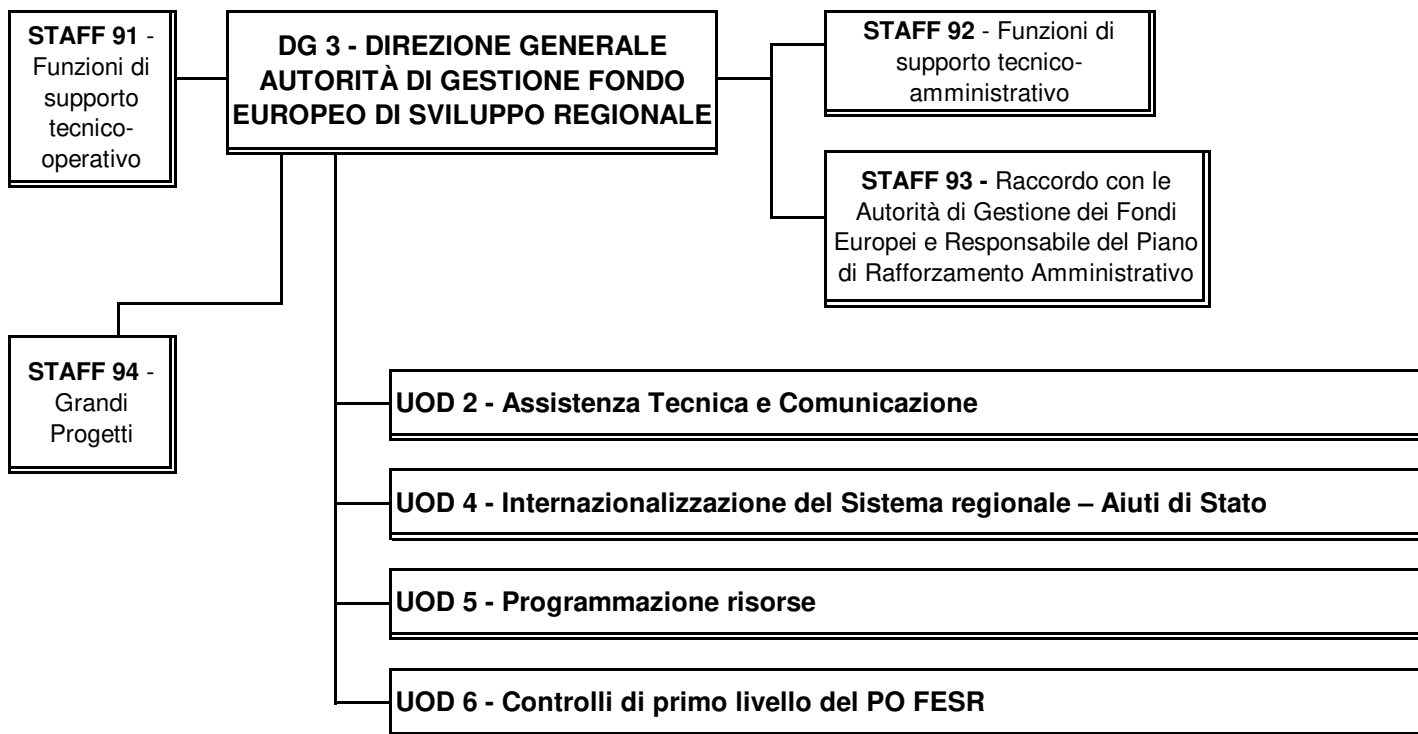 STAFF 91 -
Funzioni di
supporto
tecnico-
operativo
DG 3 - DIREZIONE GENERALE
AUTORITÀ DI GESTIONE FONDO
EUROPEO DI SVILUPPO REGIONALE
STAFF 92 - Funzioni di
supporto tecnico-
amministrativo
STAFF 93 - Raccordo con le
Autorità di Gestione dei Fondi
Europei e Responsabile del Piano
di Rafforzamento Amministrativo
STAFF 94 -
Grandi
Progetti
UOD 2 - Assistenza Tecnica e Comunicazione
UOD 4 - Internazionalizzazione del Sistema regionale – Aiuti di Stato
UOD 5 - Programmazione risorse
UOD 6 - Controlli di primo livello del PO FESR